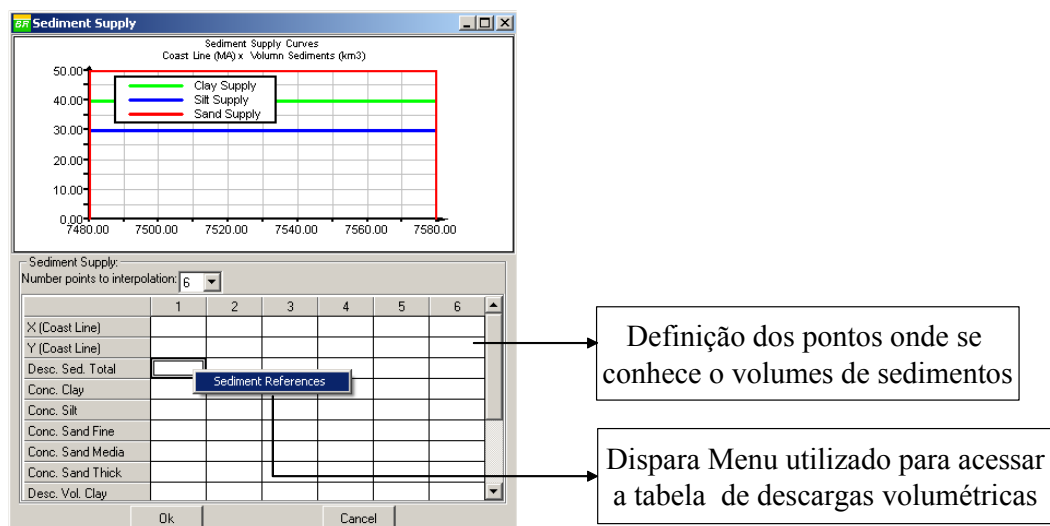 GR Sediment Supply
Sediment Supply Curves
Coast Line (MA) x Volumn Sediments (km3)
50.00
40.00
30.00
20.00
10.00
0.00
Clay Supply
Silt Supply
Sand Supply
7480.00 7500.00 7520.00 7540.00 7560.00 7580.00
Sediment Supply:
Number points to interpolation: 6
1 2 3 4 5 6
X (Coast Line)
Y (Coast Line)
Desc. Sed. Total
Sediment References
Conc. Clay
Conc. Silt
Conc. Sand Fine
Conc. Sand Media
Conc. Sand Thick
Desc. Vol. Clay
Ok Cancel
Definição dos pontos onde se
conhece o volumes de sedimentos
Dispara Menu utilizado para acessar
a tabela de descargas volumétricas